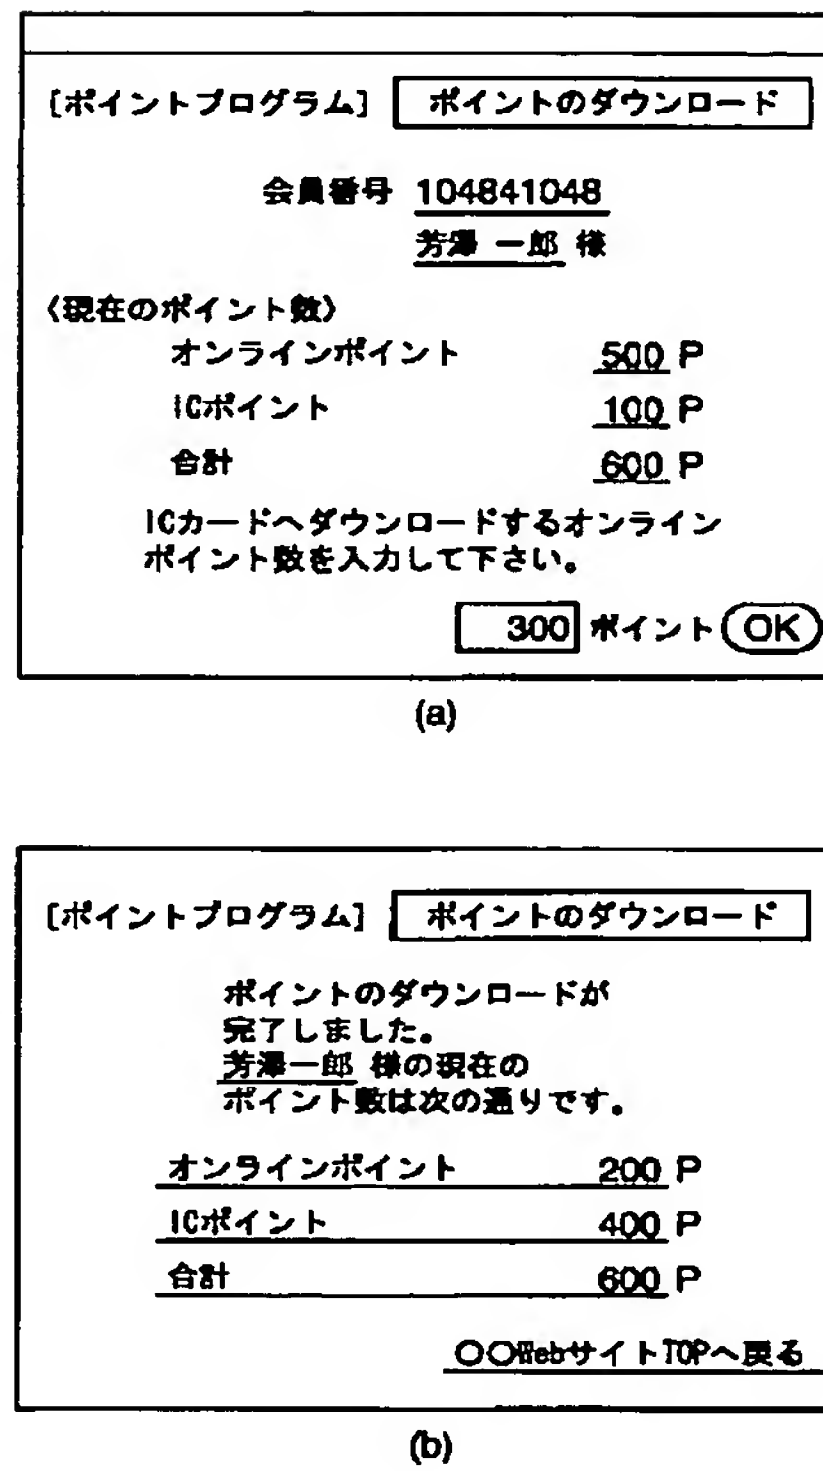 [ポイントプログラム] ポイントのダウンロード
会員番号 104841048
芳澤 一郎 様
〈現在のポイント数〉
オンラインポイント 500 P
ICポイント 100 P
合計 600 P
ICカードへダウンロードするオンライン
ポイント数を入力して下さい。
300 ポイント OK
(a)
[ポイントプログラム] ポイントのダウンロード
ポイントのダウンロードが
完了しました。
芳澤一郎 様の現在の
ポイント数は次の通りです。
オンラインポイント 200 P
ICポイント 400 P
合計 600 P
○○WebサイトTOPへ戻る
(b)